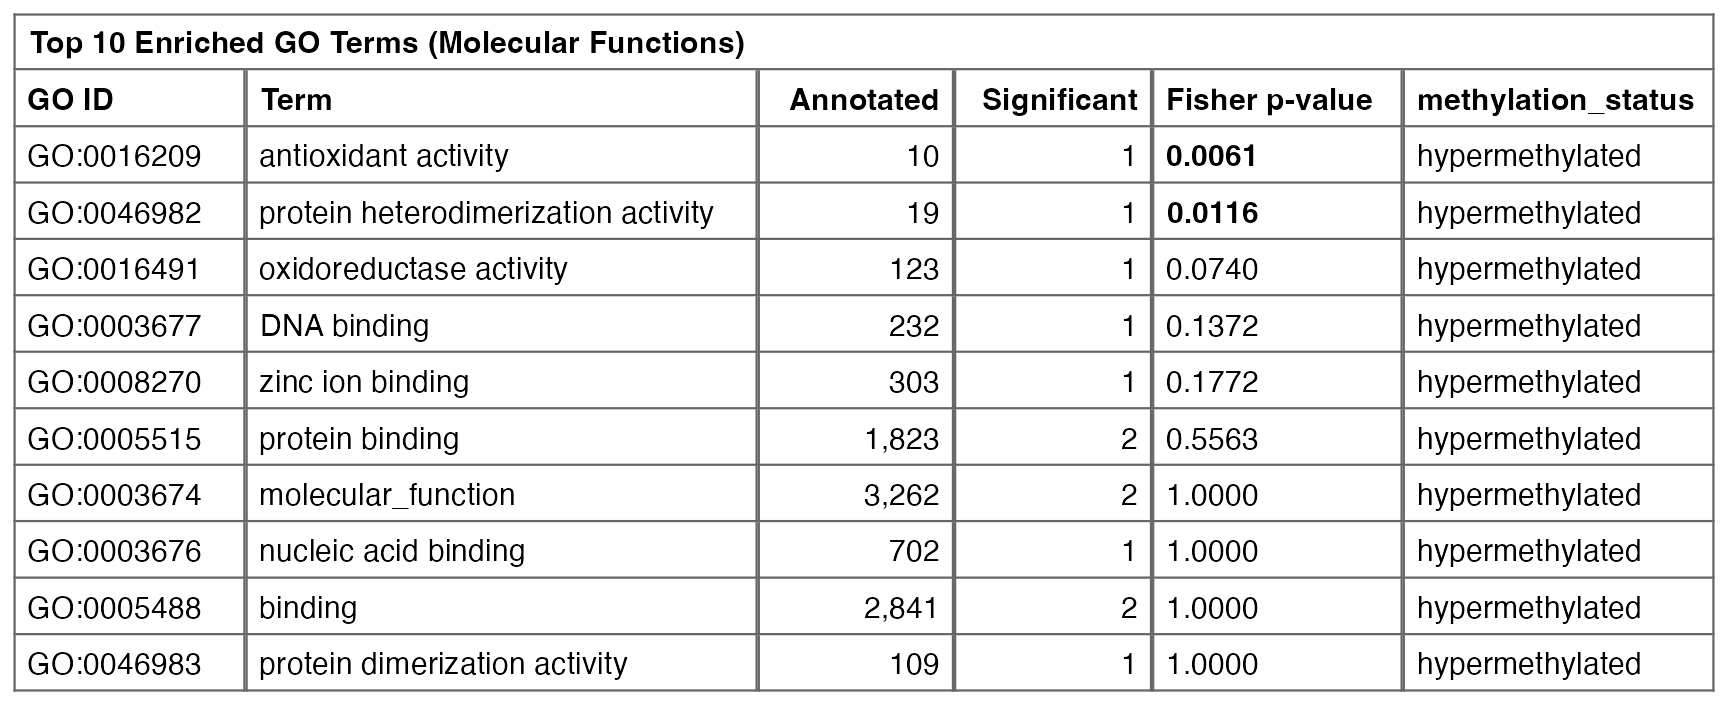 Top 10 Enriched GO Terms (Molecular Functions)
GO ID Term Annotated Significant Fisher p-value methylation_status
GO:0016209 antioxidant activity 10 1 0.0061 hypermethylated
GO:0046982 protein heterodimerization activity 19 1 0.0116 hypermethylated
GO:0016491 oxidoreductase activity 123 1 0.0740 hypermethylated
GO:0003677 DNA binding 232 1 0.1372 hypermethylated
GO:0008270 zinc ion binding 303 1 0.1772 hypermethylated
GO:0005515 protein binding 1,823 2 0.5563 hypermethylated
GO:0003674 molecular_function 3,262 2 1.0000 hypermethylated
GO:0003676 nucleic acid binding 702 1 1.0000 hypermethylated
GO:0005488 binding 2,841 2 1.0000 hypermethylated
GO:0046983 protein dimerization activity 109 1 1.0000 hypermethylated